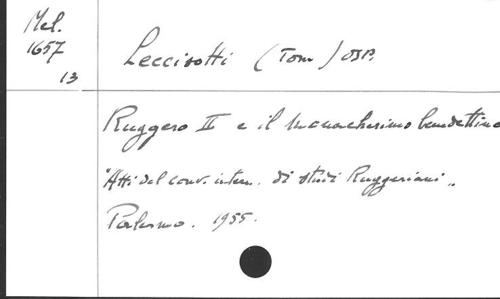 Mel.
1657
13
Leccisotti (Tom) OSB.
Ruggero II e il monachesimo benedettino
"Atti del conv. intern. di studi Ruggeriani"
Palermo. 1955.